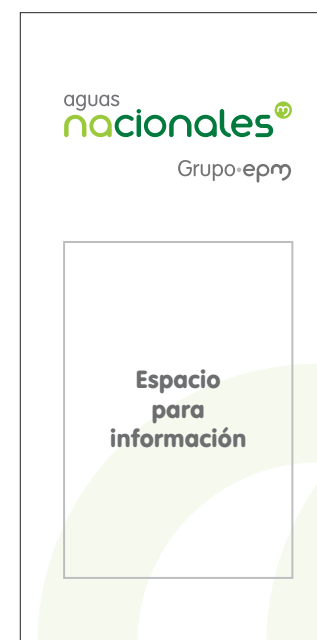 aguas
nacionales
Grupo·epm
Espacio
para
información